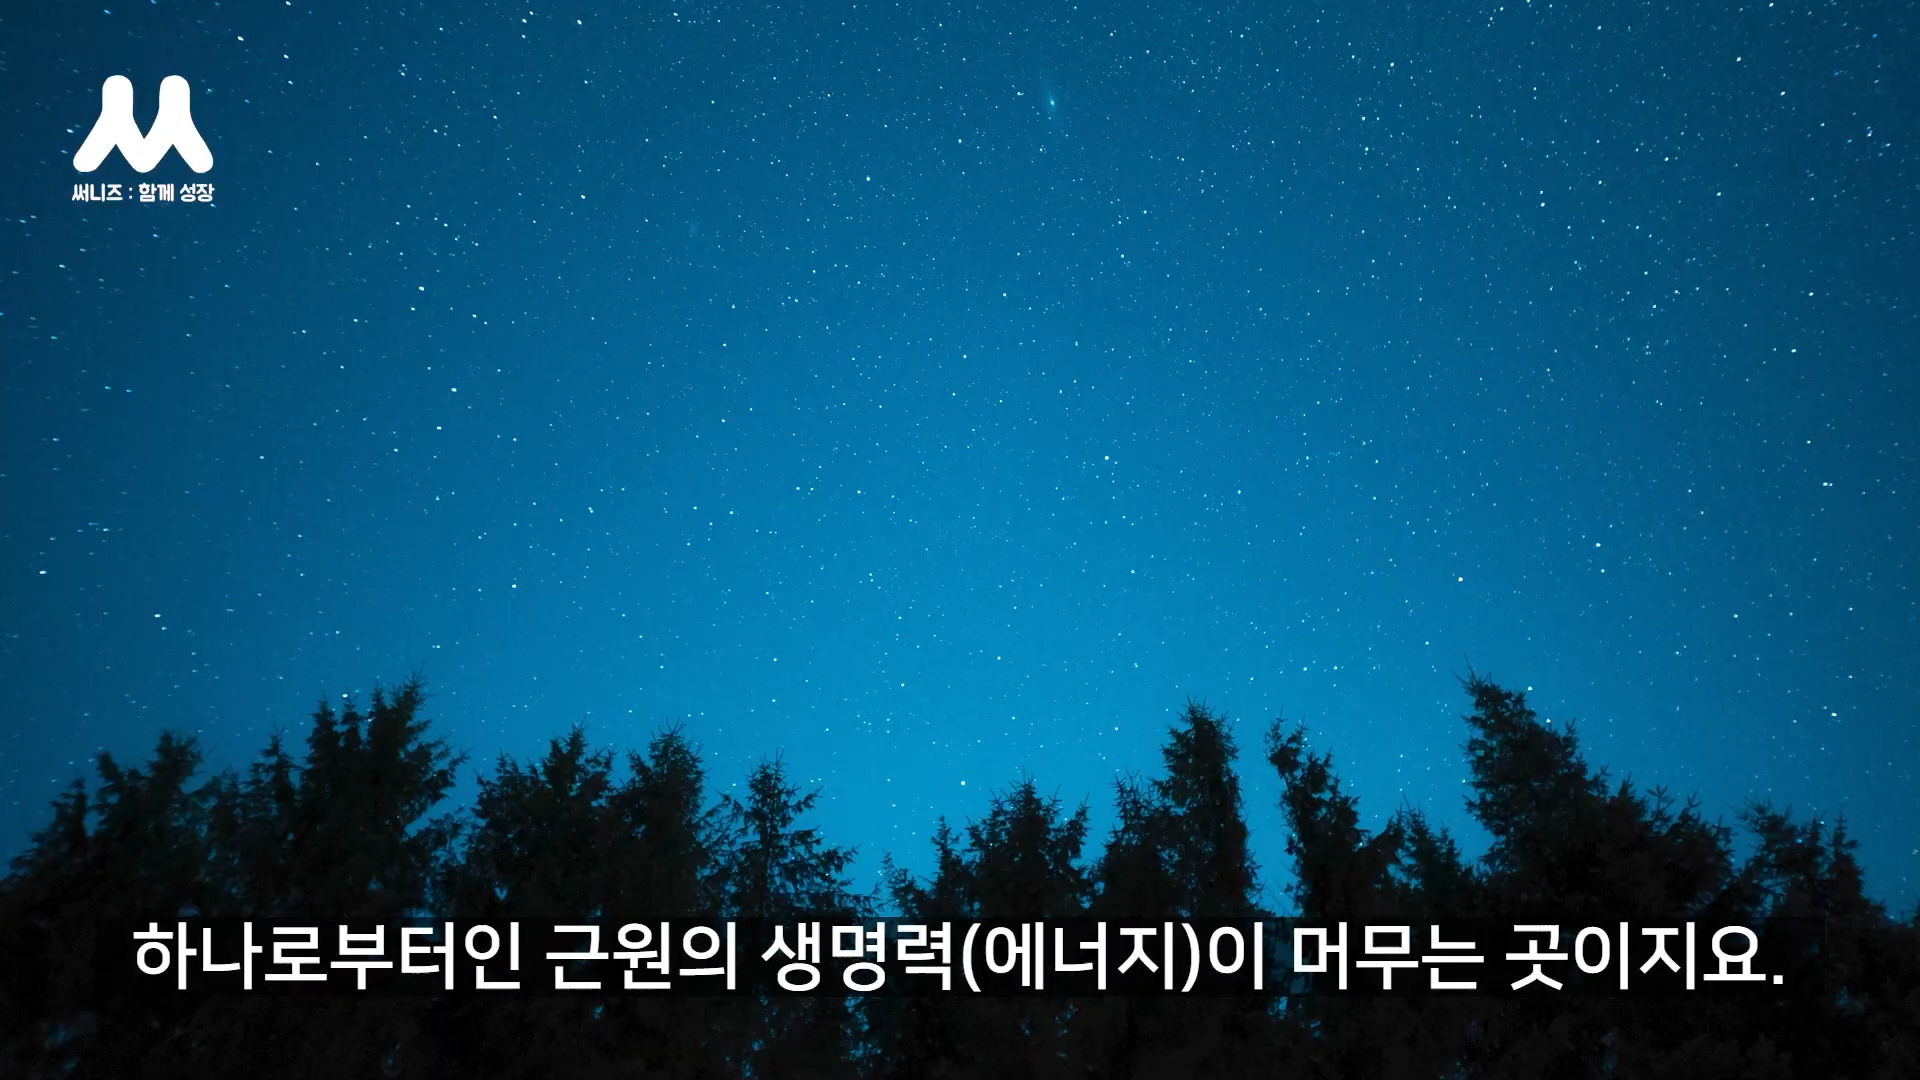 써니즈 : 함께 성장
하나로부터인 근원의 생명력(에너지)이 머무는 곳이지요.